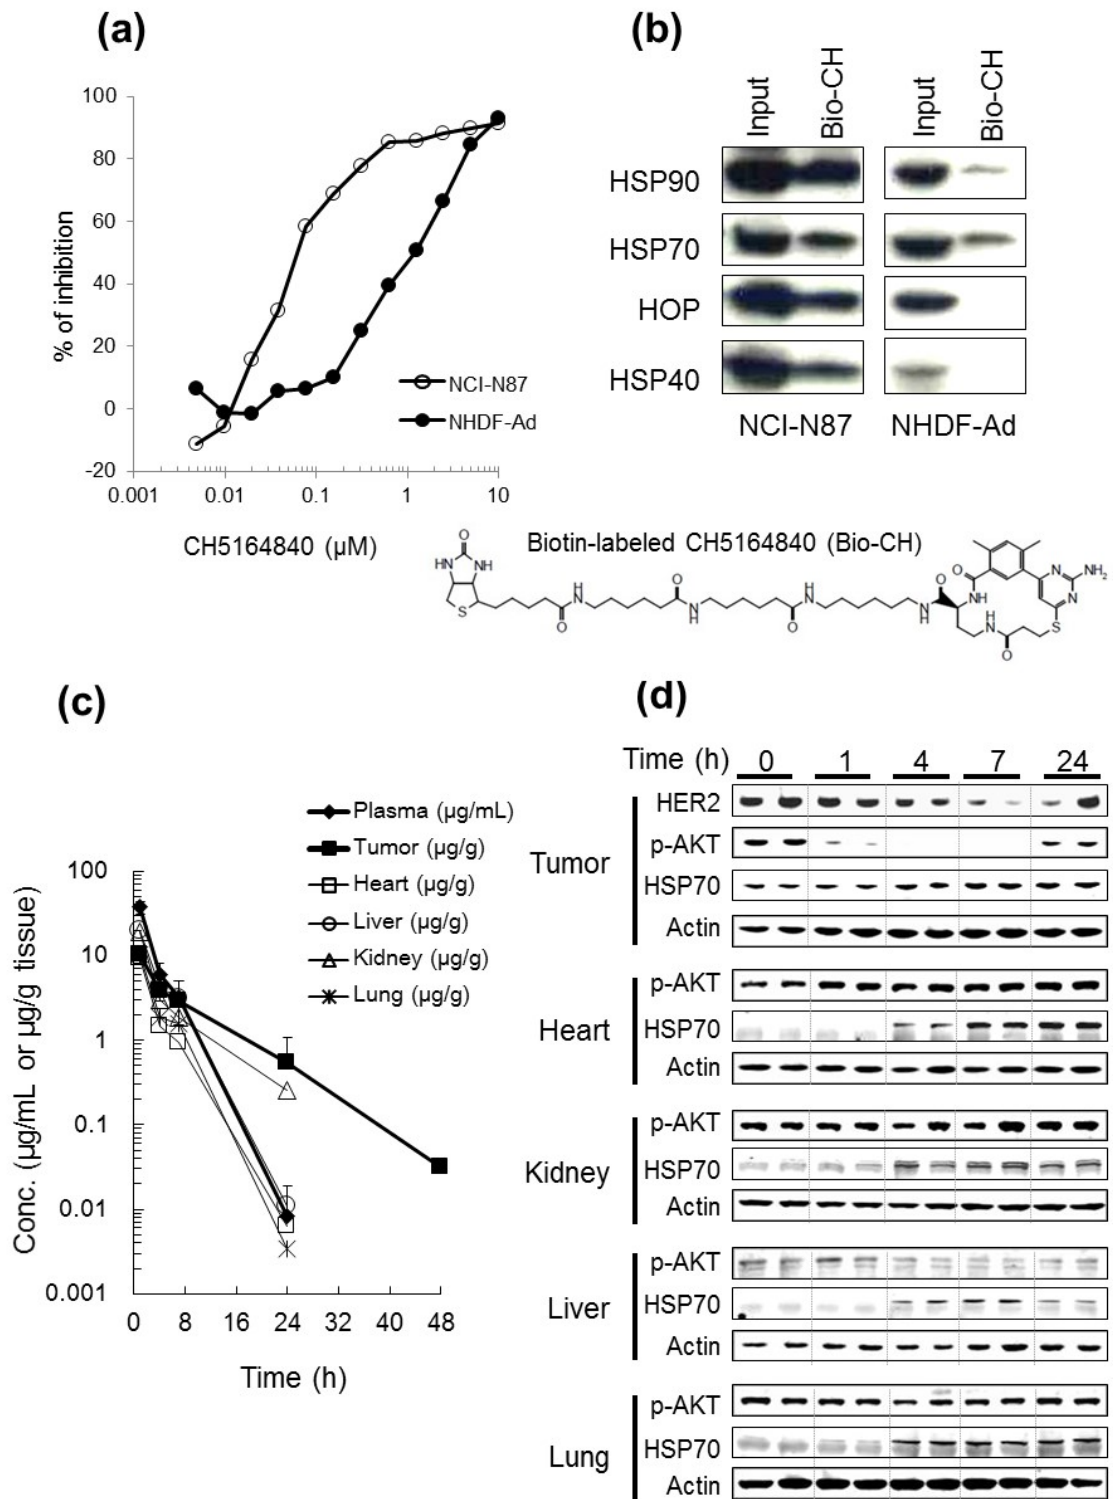 (a)
(b)
100
80
60
40
20
0
-20
% of inhibition
0.001 0.01 0.1 1 10
CH5164840 (µM)
NCI-N87
NHDF-Ad
Input Bio-CH Input Bio-CH
HSP90
HSP70
HOP
HSP40
NCI-N87 NHDF-Ad
Biotin-labeled CH5164840 (Bio-CH)
O
HN NH
S
O
N
H
O
N
H
O
H
N
N
H
O
O
NH
N
NH2
N
S
NH
O
(c)
Plasma (µg/mL)
Tumor (µg/g)
Heart (µg/g)
Liver (µg/g)
Kidney (µg/g)
Lung (µg/g)
100
10
1
0.1
0.01
0.001
Conc. (µg/mL or µg/g tissue)
0 8 16 24 32 40 48
Time (h)
(d)
Time (h) 0 1 4 7 24
Tumor
HER2
p-AKT
HSP70
Actin
Heart
p-AKT
HSP70
Actin
Kidney
p-AKT
HSP70
Actin
Liver
p-AKT
HSP70
Actin
Lung
p-AKT
HSP70
Actin